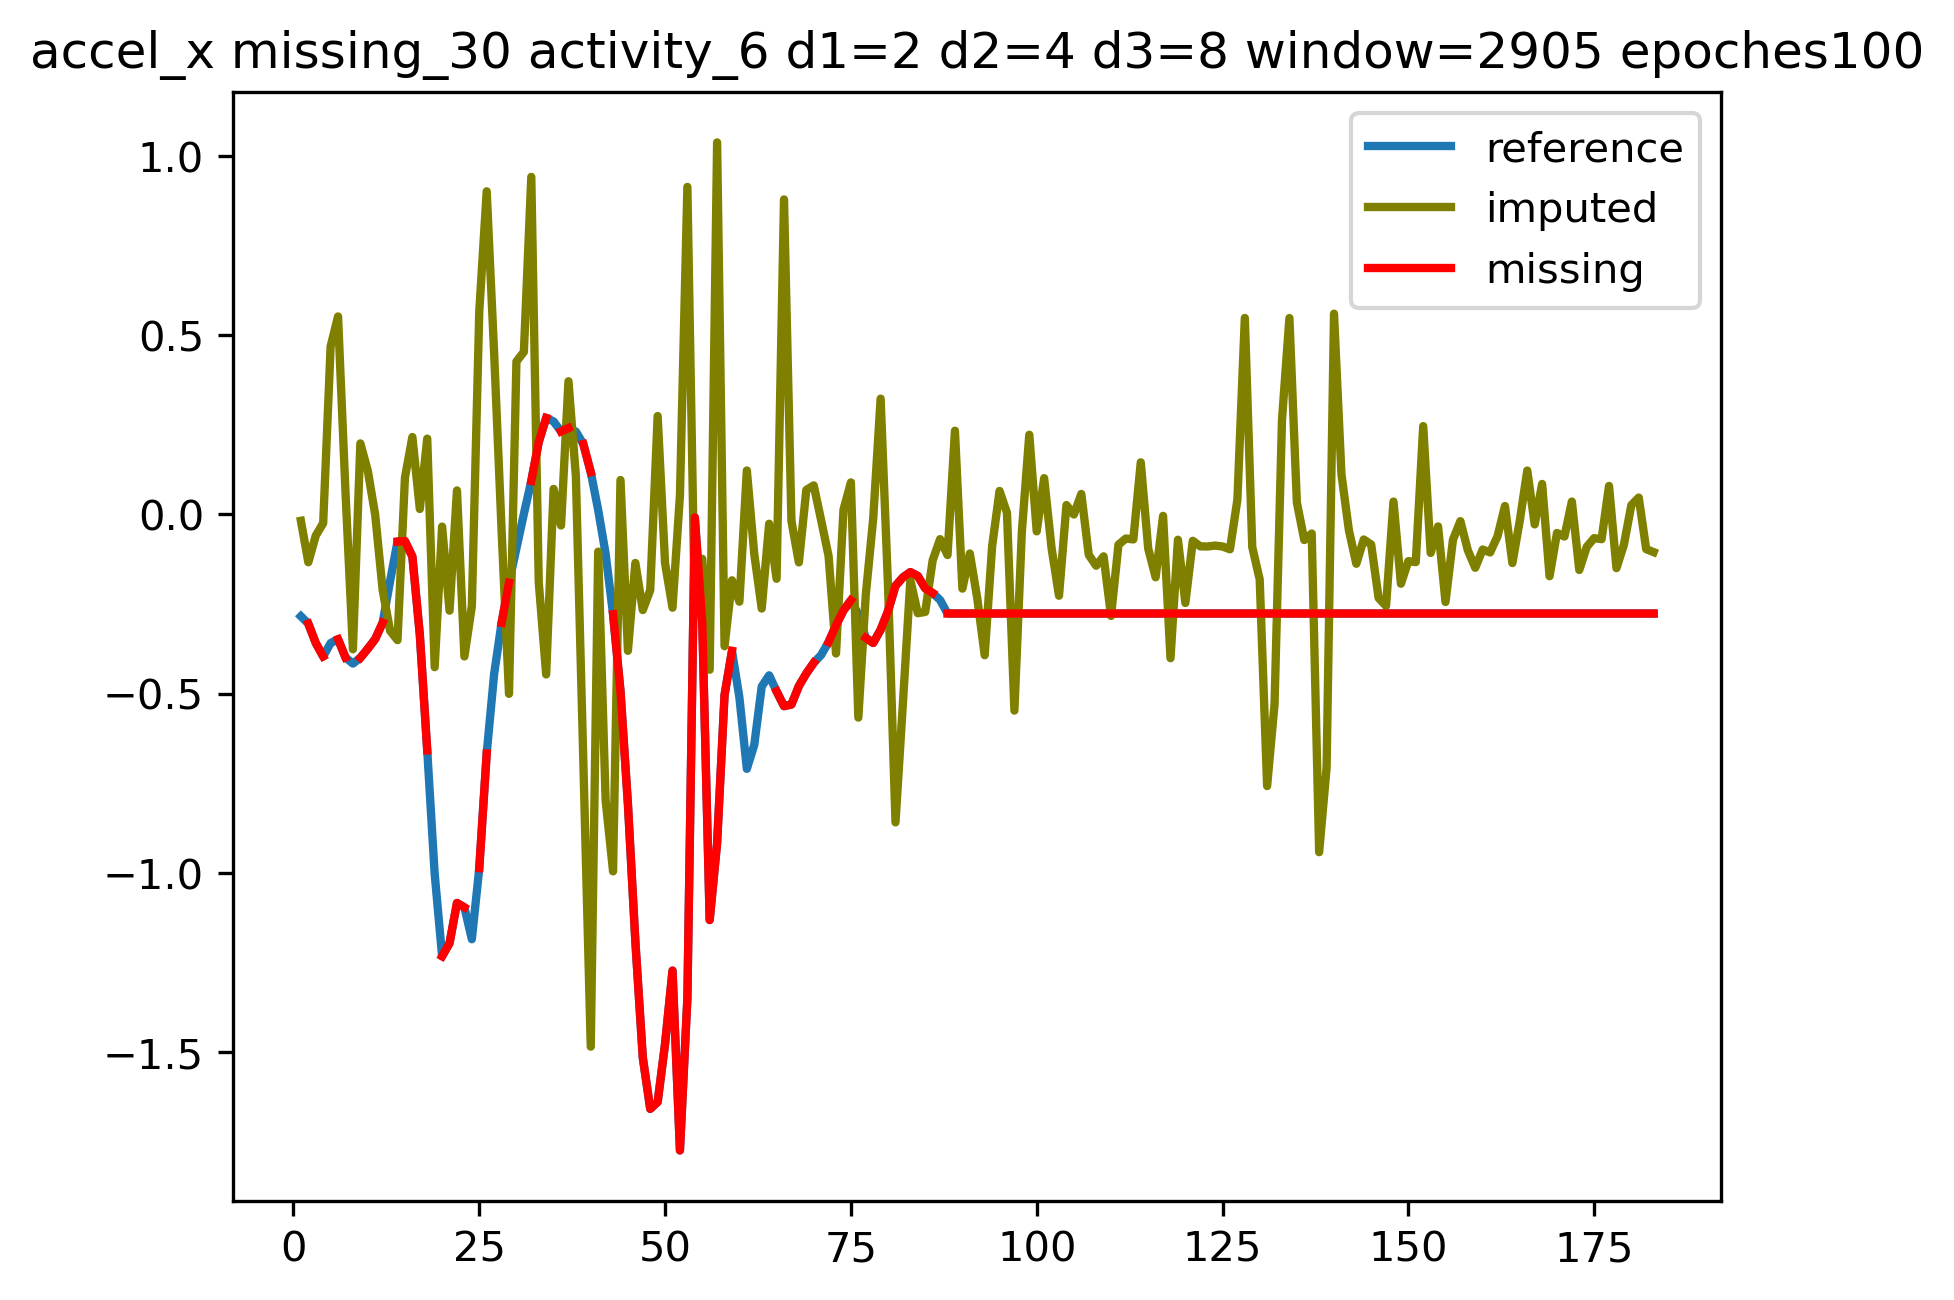 accel_x missing_30 activity_6 d1=2 d2=4 d3=8 window=2905 epoches100
reference
imputed
missing
1.0
0.5
0.0
−0.5
−1.0
−1.5
0 25 50 75 100 125 150 175